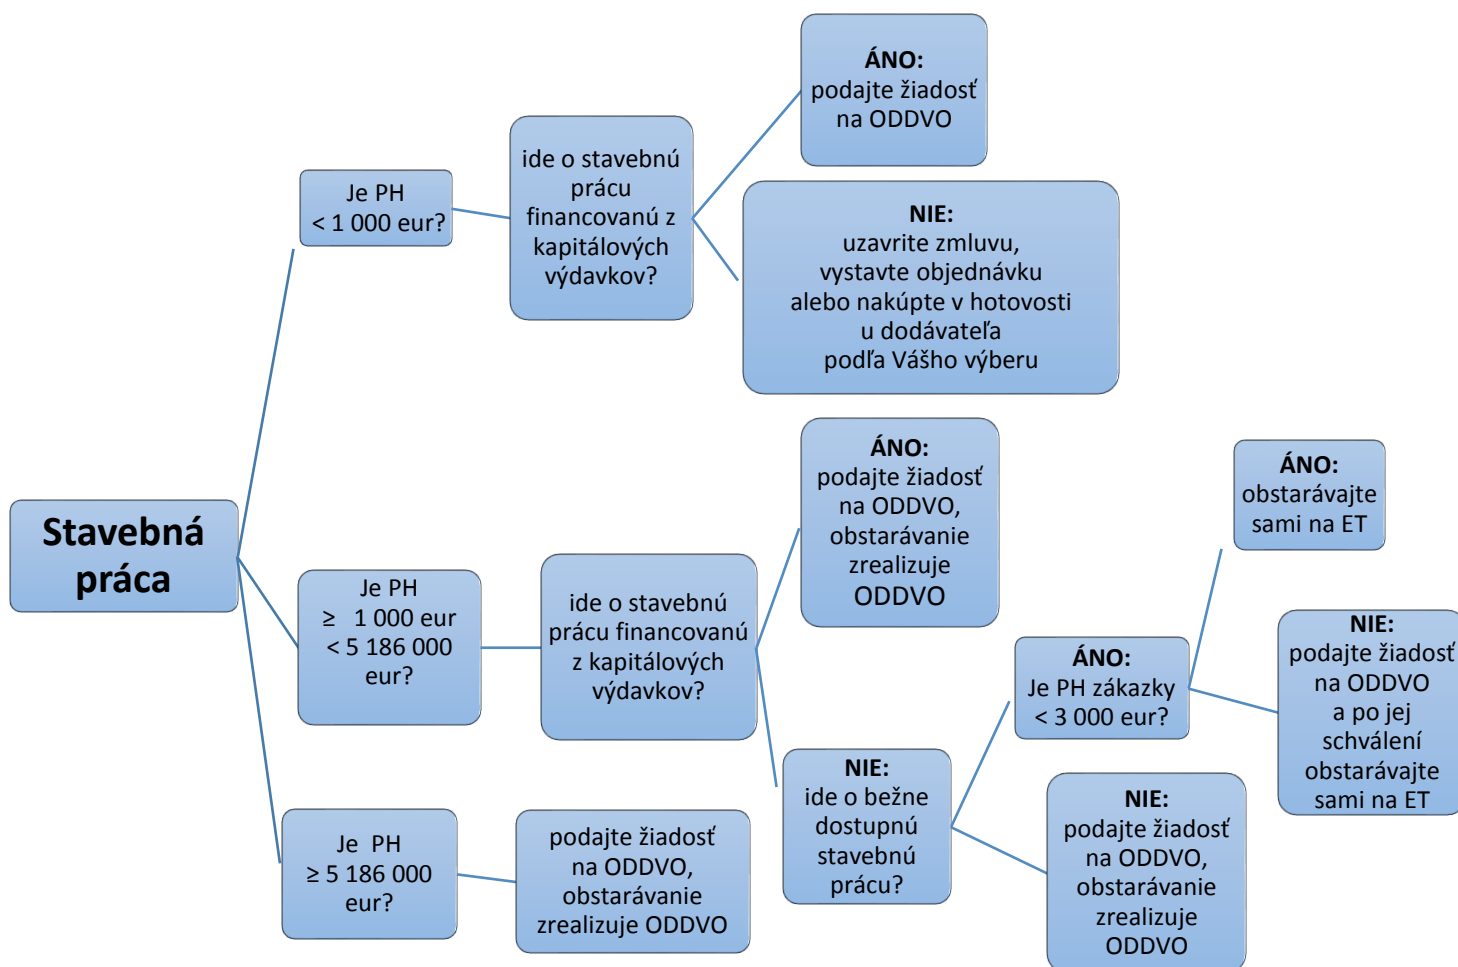 Stavebná
práca
Je PH
< 1 000 eur?
ide o stavebnú
prácu
financovanú z
kapitálových
výdavkov?
ÁNO:
podajte žiadosť
na ODDVO
NIE:
uzavrite zmluvu,
vystavte objednávku
alebo nakúpte v hotovosti
u dodávateľa
podľa Vášho výberu
Je PH
≥ 1 000 eur
< 5 186 000
eur?
ide o stavebnú
prácu financovanú
z kapitálových
výdavkov?
ÁNO:
podajte žiadosť
na ODDVO,
obstarávanie
zrealizuje
ODDVO
NIE:
ide o bežne
dostupnú
stavebnú
prácu?
ÁNO:
Je PH zákazky
< 3 000 eur?
ÁNO:
obstarávajte
sami na ET
NIE:
podajte žiadosť
na ODDVO
a po jej
schválení
obstarávajte
sami na ET
NIE:
podajte žiadosť
na ODDVO,
obstarávanie
zrealizuje
ODDVO
Je PH
≥ 5 186 000
eur?
podajte žiadosť
na ODDVO,
obstarávanie
zrealizuje ODDVO